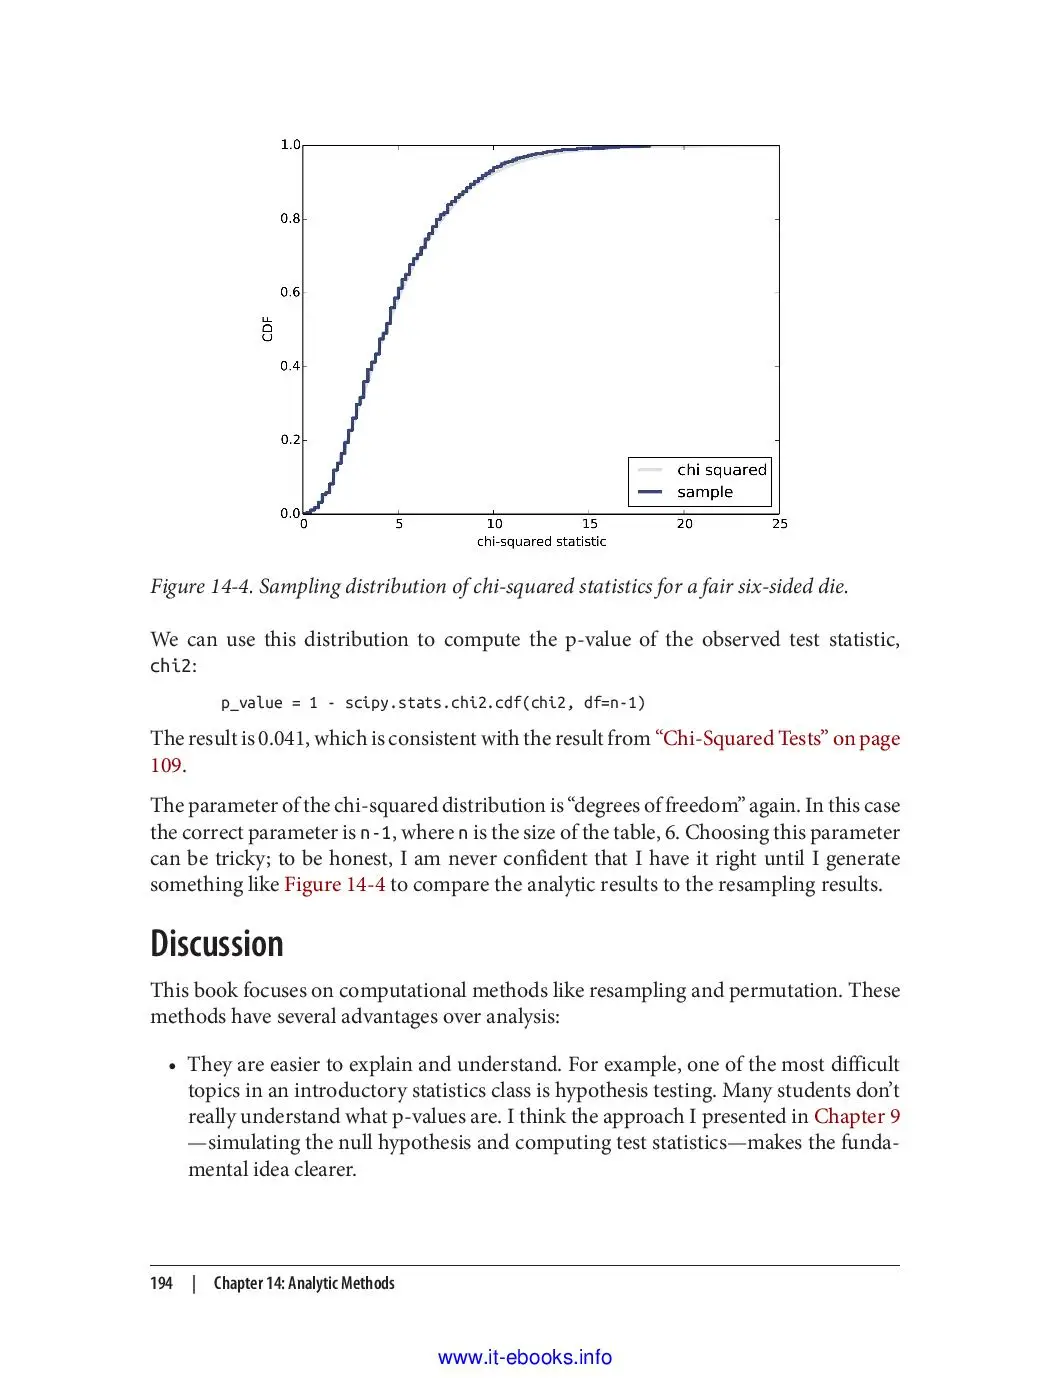 1.0
0.8
0.6
0.4
0.2
0.0
CDF
0 5 10 15 20 25
chi-squared statistic
chi squared
sample
Figure 14-4. Sampling distribution of chi-squared statistics for a fair six-sided die.
We can use this distribution to compute the p-value of the observed test statistic,
chi2:
p_value = 1 - scipy.stats.chi2.cdf(chi2, df=n-1)
The result is 0.041, which is consistent with the result from “Chi-Squared Tests” on page
109.
The parameter of the chi-squared distribution is “degrees of freedom” again. In this case
the correct parameter is n-1, where n is the size of the table, 6. Choosing this parameter
can be tricky; to be honest, I am never confident that I have it right until I generate
something like Figure 14-4 to compare the analytic results to the resampling results.
Discussion
This book focuses on computational methods like resampling and permutation. These
methods have several advantages over analysis:
• They are easier to explain and understand. For example, one of the most difficult
topics in an introductory statistics class is hypothesis testing. Many students don’t
really understand what p-values are. I think the approach I presented in Chapter 9
—simulating the null hypothesis and computing test statistics—makes the funda-
mental idea clearer.
194 | Chapter 14: Analytic Methods
www.it-ebooks.info